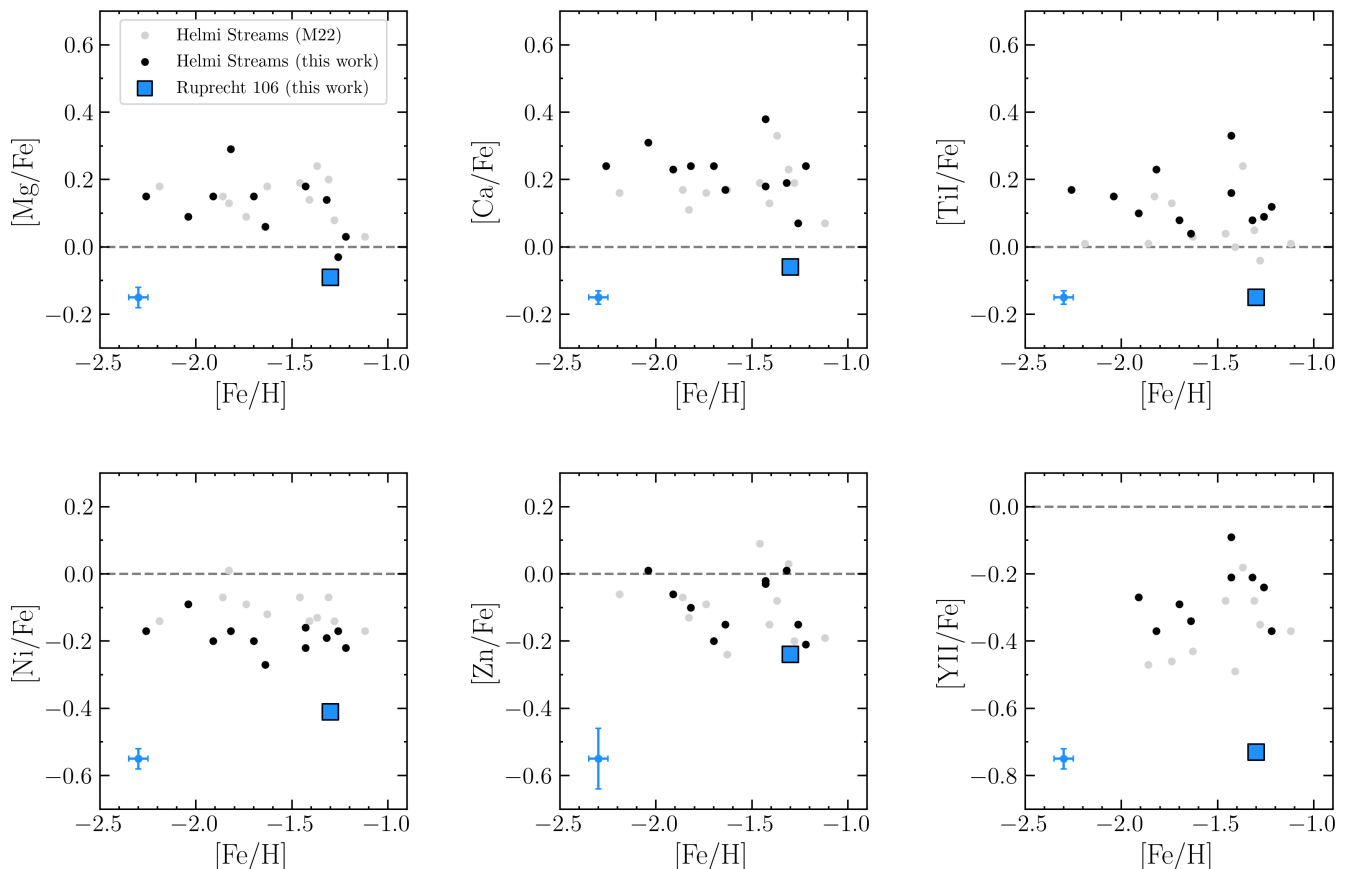 0.6
0.4
0.2
0.0
−0.2
[Mg/Fe]
Helmi Streams (M22)
Helmi Streams (this work)
Ruprecht 106 (this work)
−2.5 −2.0 −1.5 −1.0
[Fe/H]
0.6
0.4
0.2
0.0
−0.2
[Ca/Fe]
−2.5 −2.0 −1.5 −1.0
[Fe/H]
0.6
0.4
0.2
0.0
−0.2
[TiI/Fe]
−2.5 −2.0 −1.5 −1.0
[Fe/H]
0.2
0.0
−0.2
−0.4
−0.6
[Ni/Fe]
−2.5 −2.0 −1.5 −1.0
[Fe/H]
0.2
0.0
−0.2
−0.4
−0.6
[Zn/Fe]
−2.5 −2.0 −1.5 −1.0
[Fe/H]
0.0
−0.2
−0.4
−0.6
−0.8
[YII/Fe]
−2.5 −2.0 −1.5 −1.0
[Fe/H]